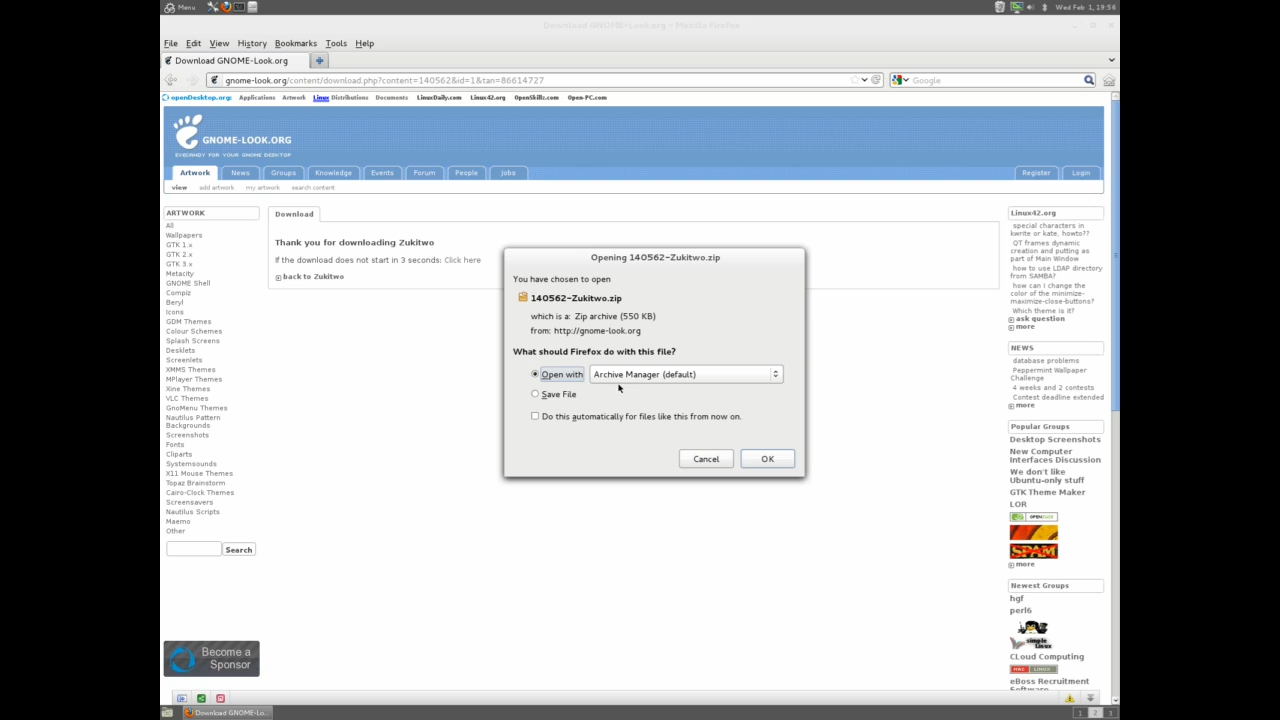 Menu
Wed Feb 1, 19:56
Download GNOME-Look.org - Mozilla Firefox
File Edit View History Bookmarks Tools Help
Download GNOME-Look.org
gnome-look.org/content/download.php?content=140562&id=1&tan=86614727
Google
openDesktop.org: Applications Artwork Linux Distributions Documents LinuxDaily.com Linux42.org OpenSkillz.com Open-PC.com
GNOME-LOOK.ORG
EYECANDY FOR YOUR GNOME DESKTOP
Artwork News Groups Knowledge Events Forum People Jobs Register Login
view add artwork my artwork search content
ARTWORK
All
Wallpapers
GTK 1.x
GTK 2.x
GTK 3.x
Metacity
GNOME Shell
Compiz
Beryl
Icons
GDM Themes
Colour Schemes
Splash Screens
Desklets
Screenlets
XMMS Themes
MPlayer Themes
Xine Themes
VLC Themes
GnoMenu Themes
Nautilus Pattern
Backgrounds
Screenshots
Fonts
Cliparts
Systemsounds
X11 Mouse Themes
Topaz Brainstorm
Cairo-Clock Themes
Screensavers
Nautilus Scripts
Maemo
Other
Search
Become a
Sponsor
Download
Thank you for downloading Zukitwo
If the download does not start in 3 seconds: Click here
back to Zukitwo
Opening 140562-Zukitwo.zip
You have chosen to open
140562-Zukitwo.zip
which is a: Zip archive (550 KB)
from: http://gnome-look.org
What should Firefox do with this file?
Open with Archive Manager (default)
Save File
Do this automatically for files like this from now on.
Cancel OK
Linux42.org
special characters in
kwrite or kate, howto??
QT frames dynamic
creation and putting as
part of Main Window
how to use LDAP directory
from SAMBA?
how can I change the
color of the minimize-
maximize-close-buttons?
Which theme is it?
ask question
more
NEWS
database problems
Peppermint Wallpaper
Challenge
4 weeks and 2 contests
Contest deadline extended
more
Popular Groups
Desktop Screenshots
New Computer
Interfaces Discussion
We don't like
Ubuntu-only stuff
GTK Theme Maker
LOR
SPAM
more
Newest Groups
hgf
perl6
simple
Linux
CLoud Computing
eBoss Recruitment
Software
Download GNOME-Lo...
1 2 3